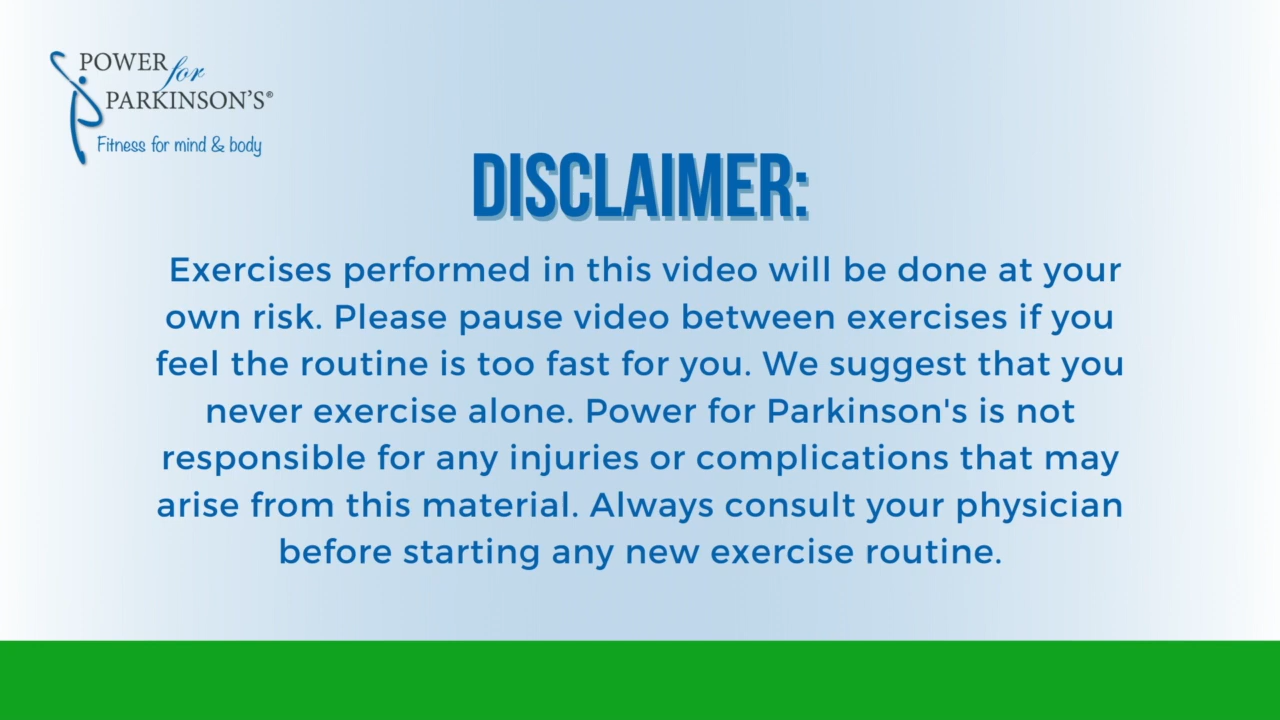 POWER for
PARKINSON'S®
Fitness for mind & body
DISCLAIMER:
Exercises performed in this video will be done at your
own risk. Please pause video between exercises if you
feel the routine is too fast for you. We suggest that you
never exercise alone. Power for Parkinson's is not
responsible for any injuries or complications that may
arise from this material. Always consult your physician
before starting any new exercise routine.